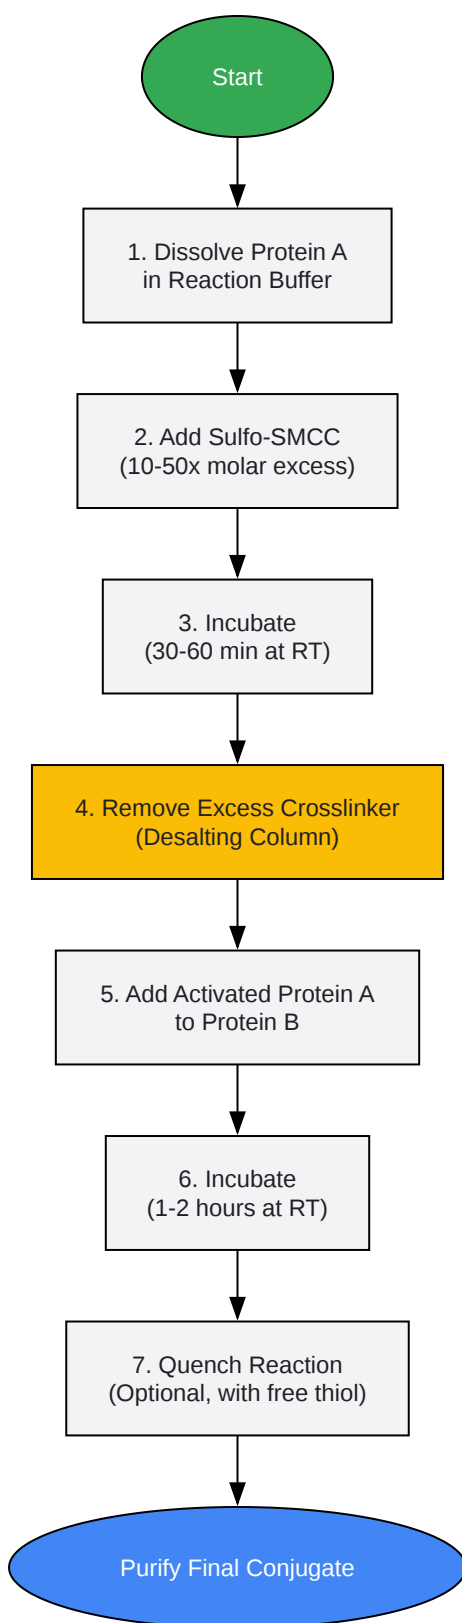 Start
1. Dissolve Protein A
in Reaction Buffer
2. Add Sulfo-SMCC
(10-50x molar excess)
3. Incubate
(30-60 min at RT)
4. Remove Excess Crosslinker
(Desalting Column)
5. Add Activated Protein A
to Protein B
6. Incubate
(1-2 hours at RT)
7. Quench Reaction
(Optional, with free thiol)
Purify Final Conjugate